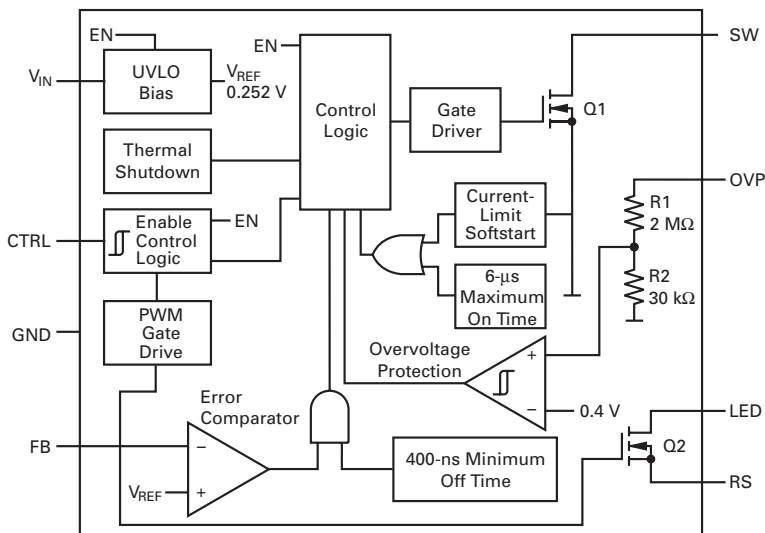 EN
V_IN
UVLO
Bias
V_REF
0.252 V
EN
Control
Logic
Gate
Driver
Q1
SW
Thermal
Shutdown
OVP
R1
2 MΩ
CTRL
Enable
Control
Logic
EN
Current-
Limit
Softstart
6-µs
Maximum
On Time
R2
30 kΩ
GND
PWM
Gate
Drive
Overvoltage
Protection
+
−
0.4 V
Error
Comparator
FB
−
V_REF
+
400-ns Minimum
Off Time
LED
Q2
RS